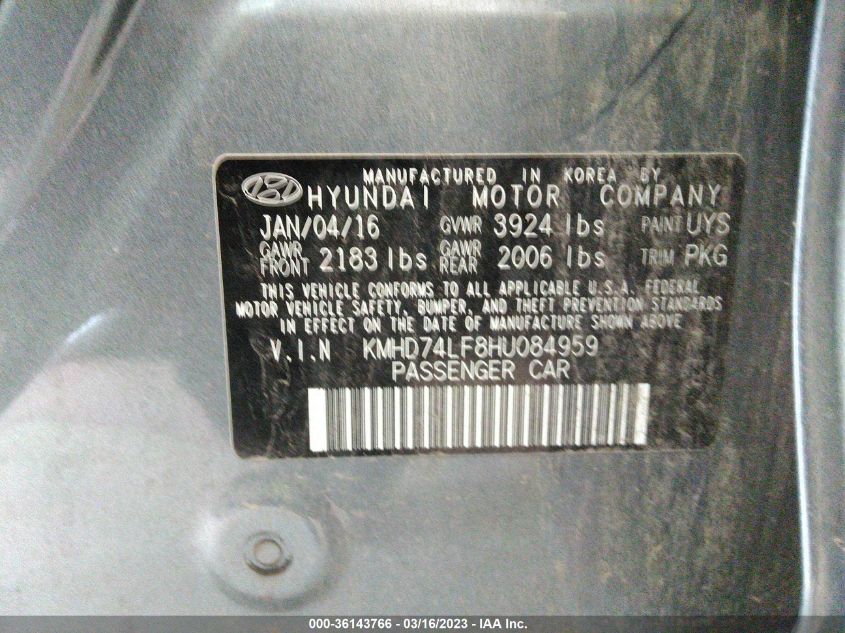 MANUFACTURED IN KOREA BY
HYUNDAI MOTOR COMPANY
JAN/04/16 GVWR 3924 lbs PAINT UYS
GAWR FRONT 2183 lbs GAWR REAR 2006 lbs TRIM PKG
THIS VEHICLE CONFORMS TO ALL APPLICABLE U.S.A. FEDERAL
MOTOR VEHICLE SAFETY, BUMPER, AND THEFT PREVENTION STANDARDS
IN EFFECT ON THE DATE OF MANUFACTURE SHOWN ABOVE
V.I.N KMHD74LF8HU084959
PASSENGER CAR
000-36143766 - 03/16/2023 - IAA Inc.